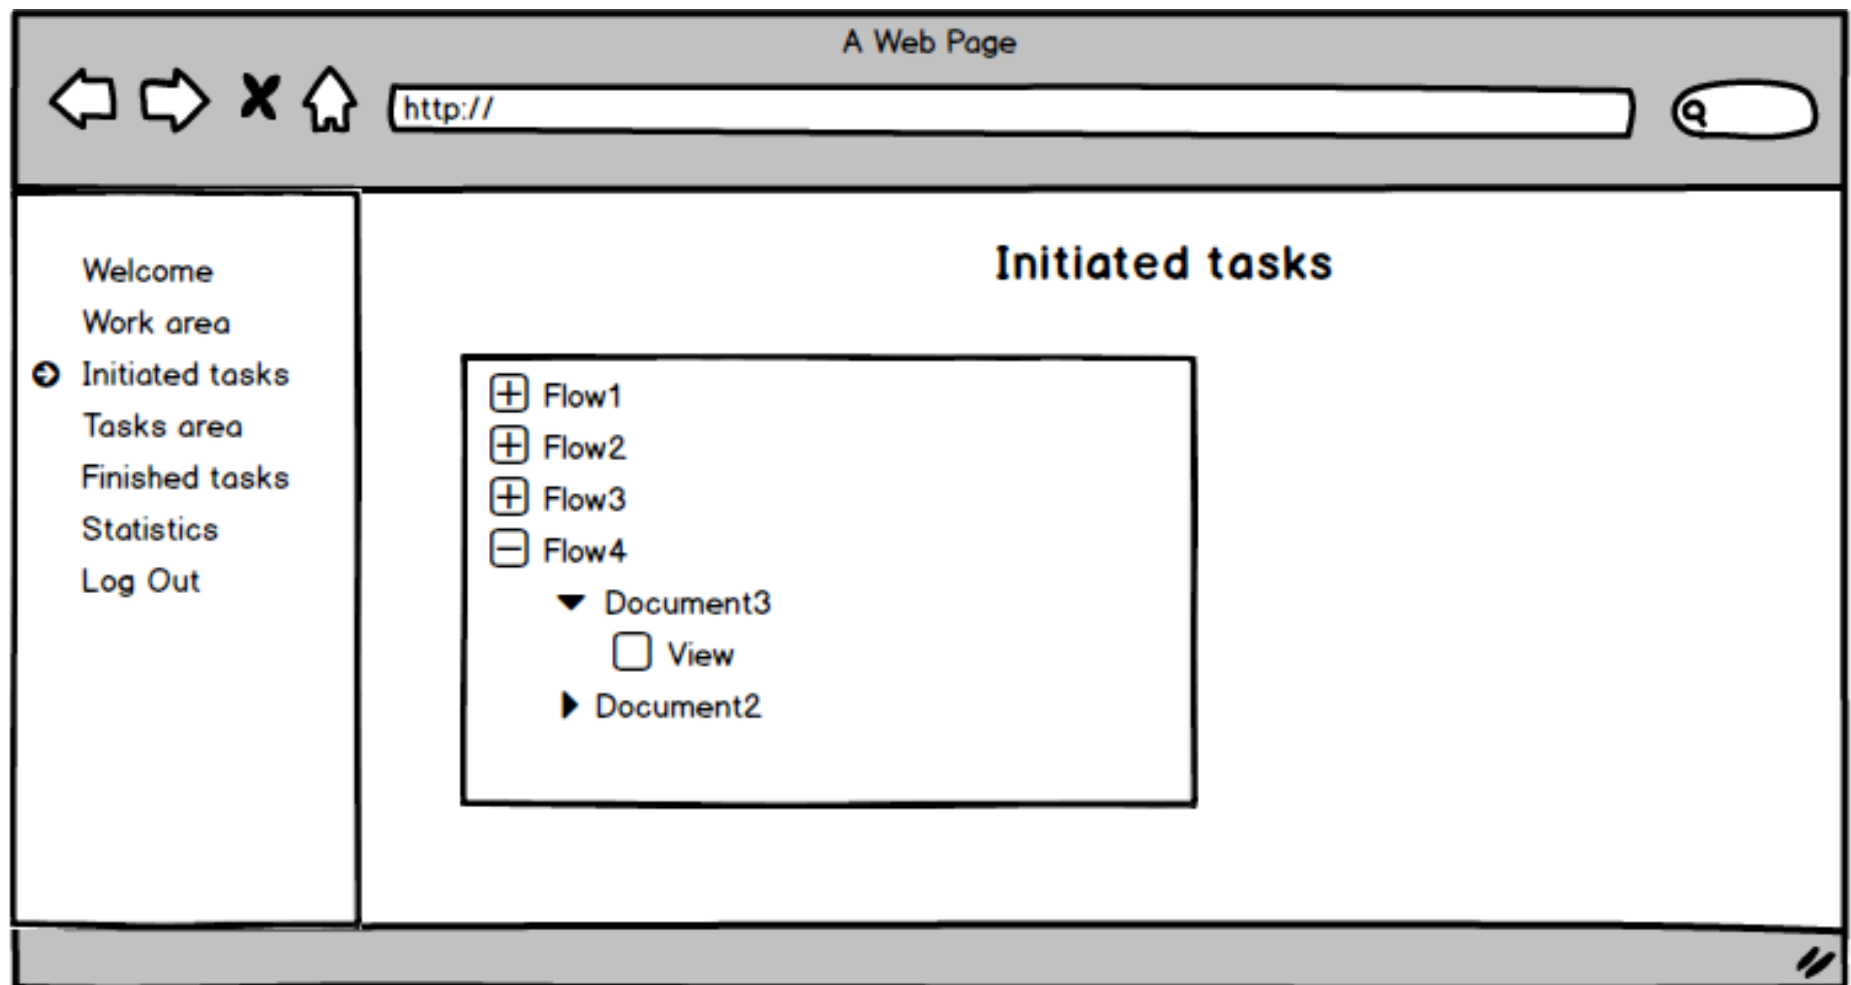 A Web Page
http://
Welcome
Work area
Initiated tasks
Tasks area
Finished tasks
Statistics
Log Out
Initiated tasks
Flow1
Flow2
Flow3
Flow4
Document3
View
Document2